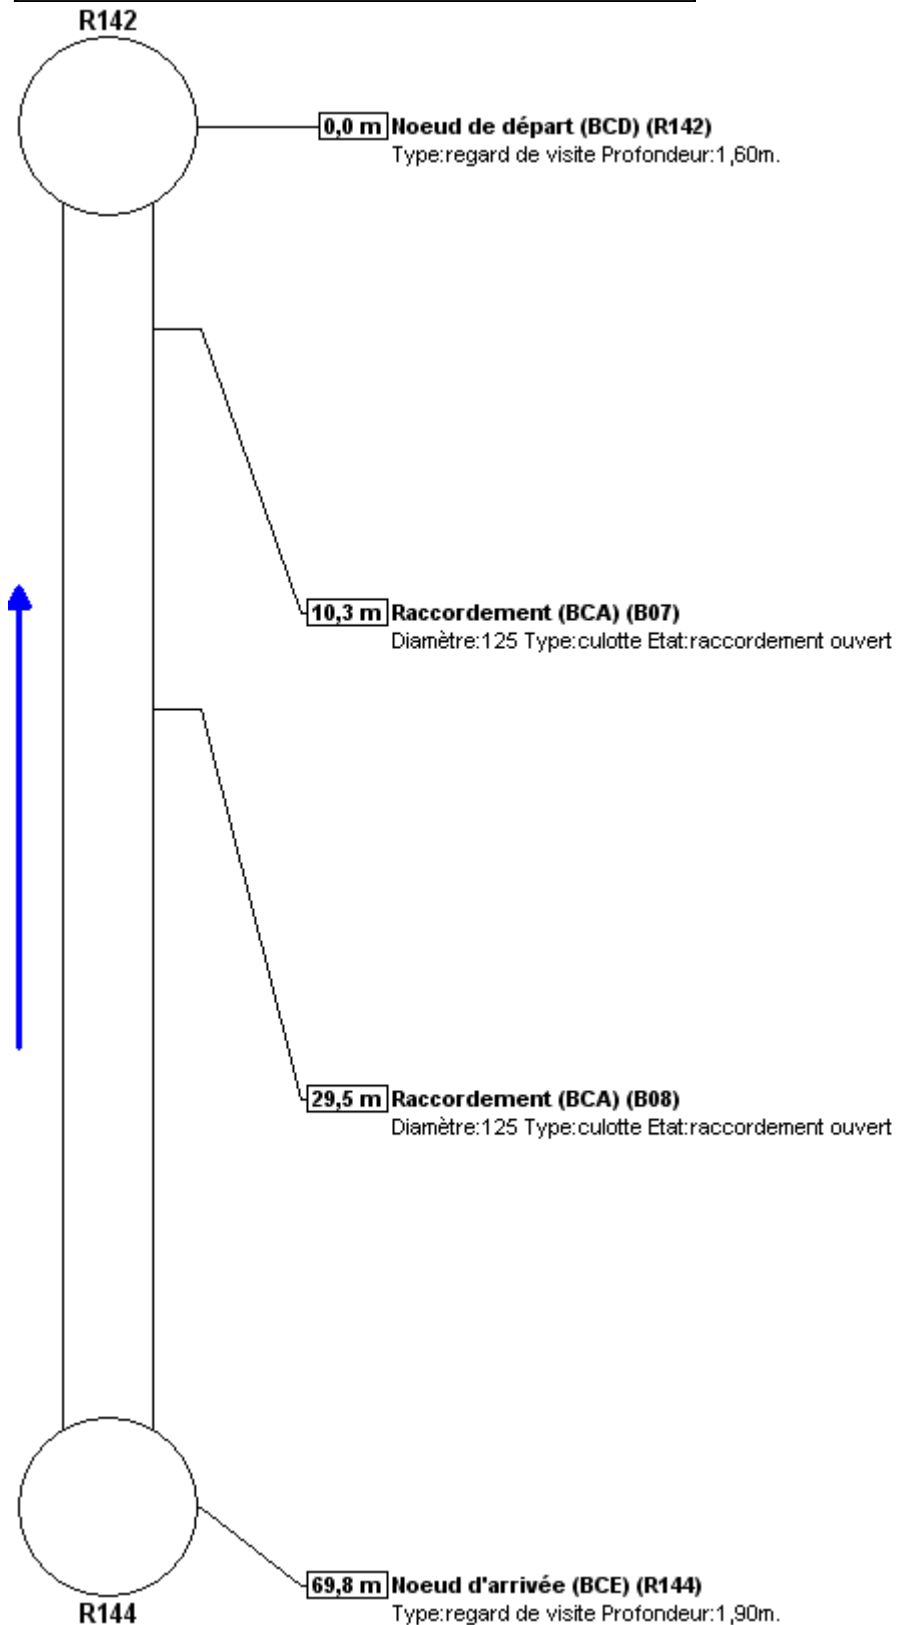 R142
0,0 m Noeud de départ (BCD) (R142)
Type:regard de visite Profondeur:1,60m.
10,3 m Raccordement (BCA) (B07)
Diamètre:125 Type:culotte Etat:raccordement ouvert
29,5 m Raccordement (BCA) (B08)
Diamètre:125 Type:culotte Etat:raccordement ouvert
69,8 m Noeud d'arrivée (BCE) (R144)
Type:regard de visite Profondeur:1,90m.
R144